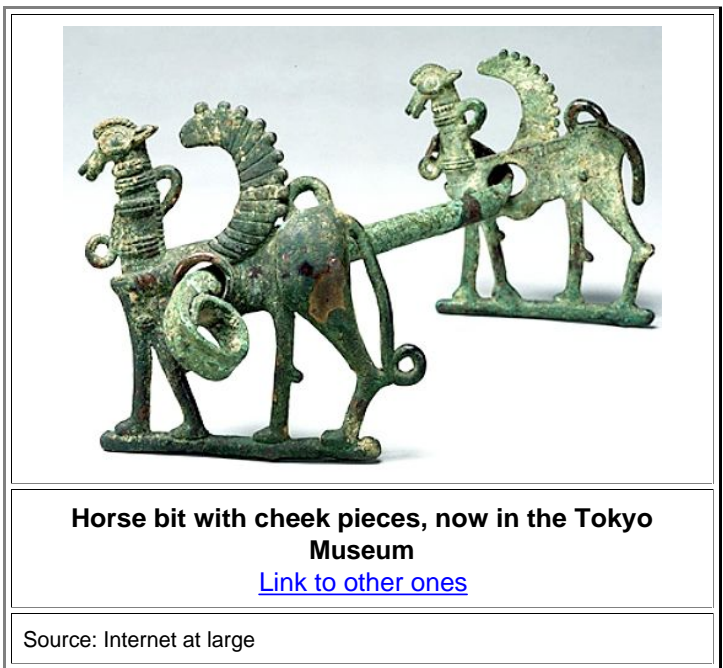 Horse bit with cheek pieces, now in the Tokyo
Museum
Link to other ones
Source: Internet at large